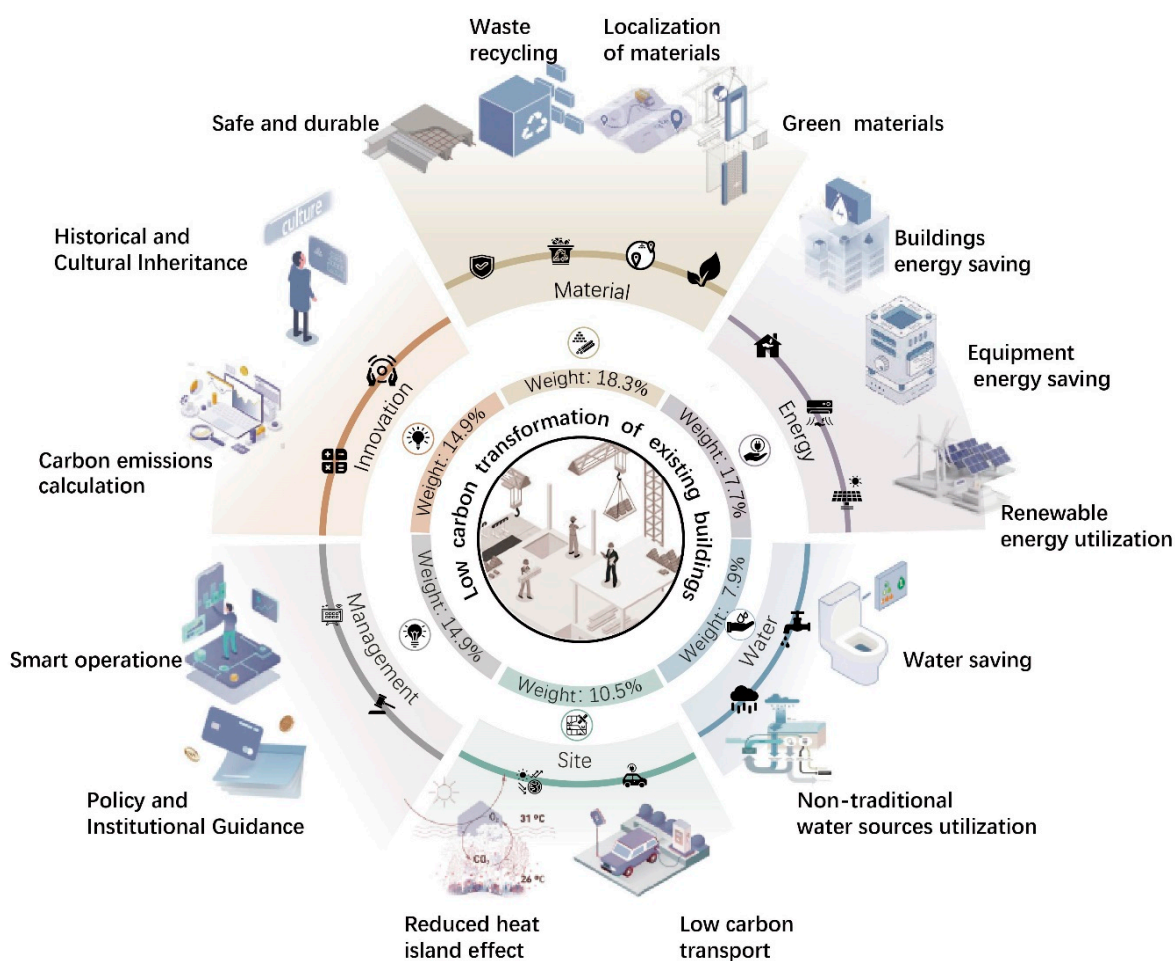 Waste
recycling
Localization
of materials
Safe and durable
Green materials
culture
Historical and
Cultural Inheritance
Buildings
energy saving
Equipment
energy saving
Renewable
energy utilization
Carbon emissions
calculation
Material
Innovation
Energy
Weight: 18.3%
Weight: 14.9%
Weight: 17.7%
Low carbon transformation of existing buildings
Weight: 14.9%
Weight: 7.9%
Weight: 10.5%
Management
Water
Site
Smart operatione
Water saving
Policy and
Institutional Guidance
Non-traditional
water sources utilization
31 ºC
CO₂
26 ºC
Reduced heat
island effect
Low carbon
transport